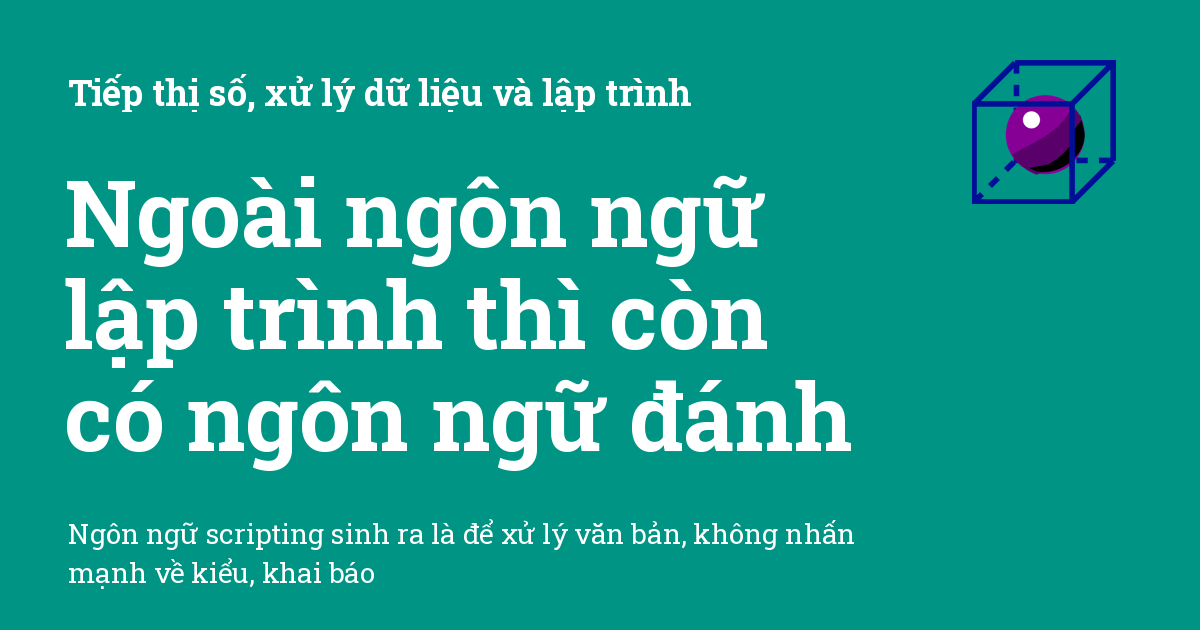 Tiếp thị số, xử lý dữ liệu và lập trình
Ngoài ngôn ngữ
lập trình thì còn
có ngôn ngữ đánh
Ngôn ngữ scripting sinh ra là để xử lý văn bản, không nhấn
mạnh về kiểu, khai báo